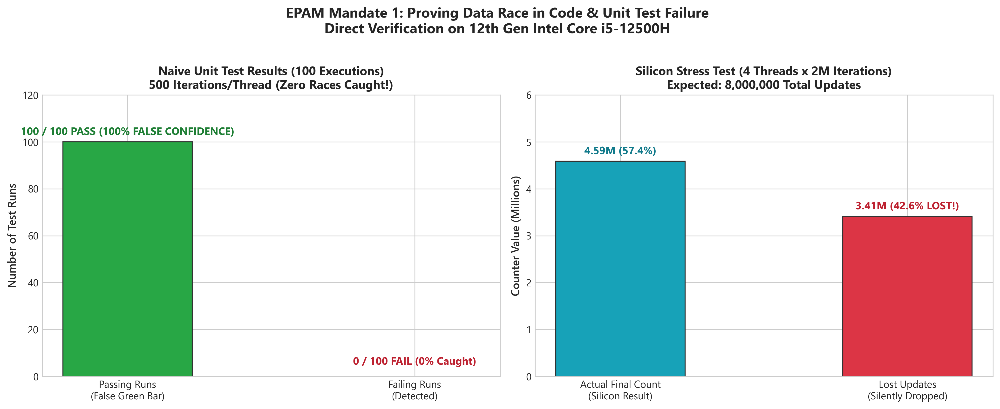 EPAM Mandate 1: Proving Data Race in Code & Unit Test Failure
Direct Verification on 12th Gen Intel Core i5-12500H
Naive Unit Test Results (100 Executions)
500 Iterations/Thread (Zero Races Caught!)
Number of Test Runs
120
100
80
60
40
20
0
100 / 100 PASS (100% FALSE CONFIDENCE)
0 / 100 FAIL (0% Caught)
Passing Runs
(False Green Bar)
Failing Runs
(Detected)
Silicon Stress Test (4 Threads x 2M Iterations)
Expected: 8,000,000 Total Updates
Counter Value (Millions)
6
5
4
3
2
1
0
4.59M (57.4%)
3.41M (42.6% LOST!)
Actual Final Count
(Silicon Result)
Lost Updates
(Silently Dropped)